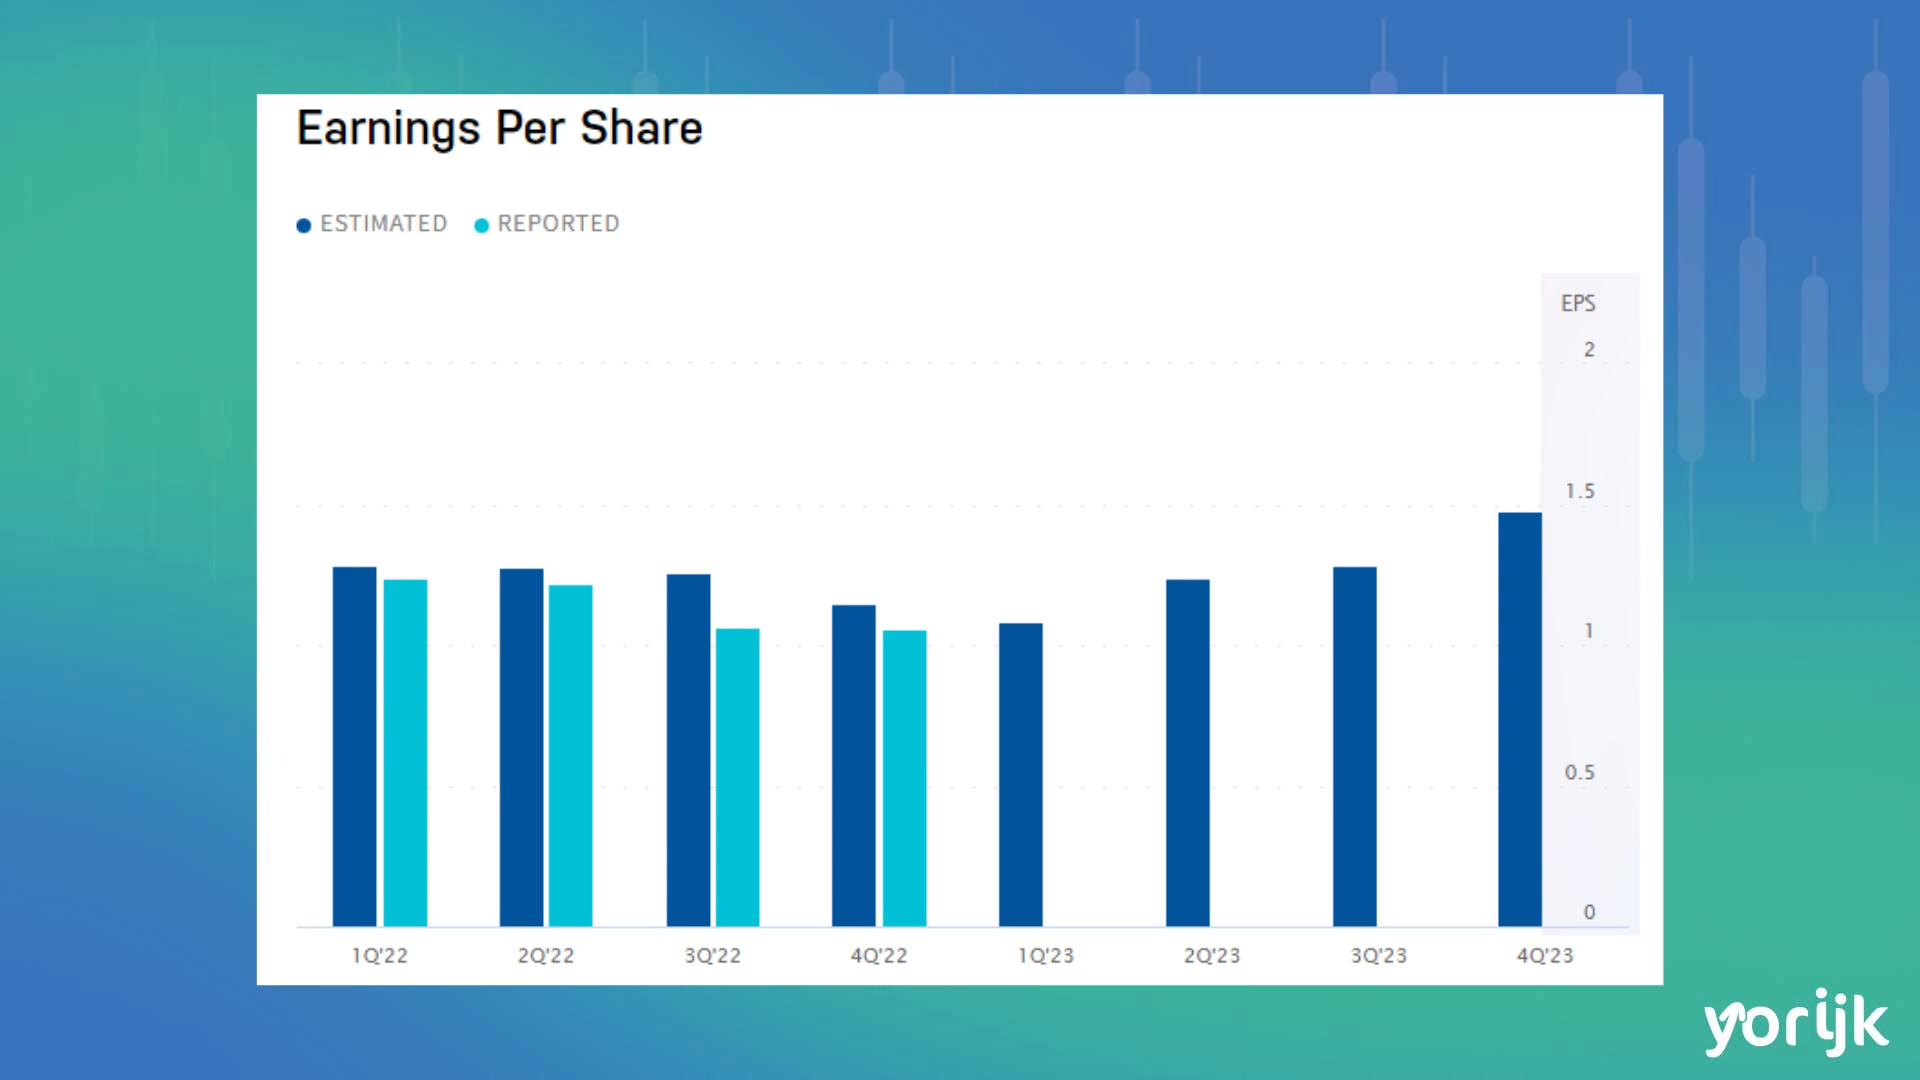 Earnings Per Share
ESTIMATED REPORTED
EPS
2
1.5
1
0.5
0
1Q'22 2Q'22 3Q'22 4Q'22 1Q'23 2Q'23 3Q'23 4Q'23
yorijk